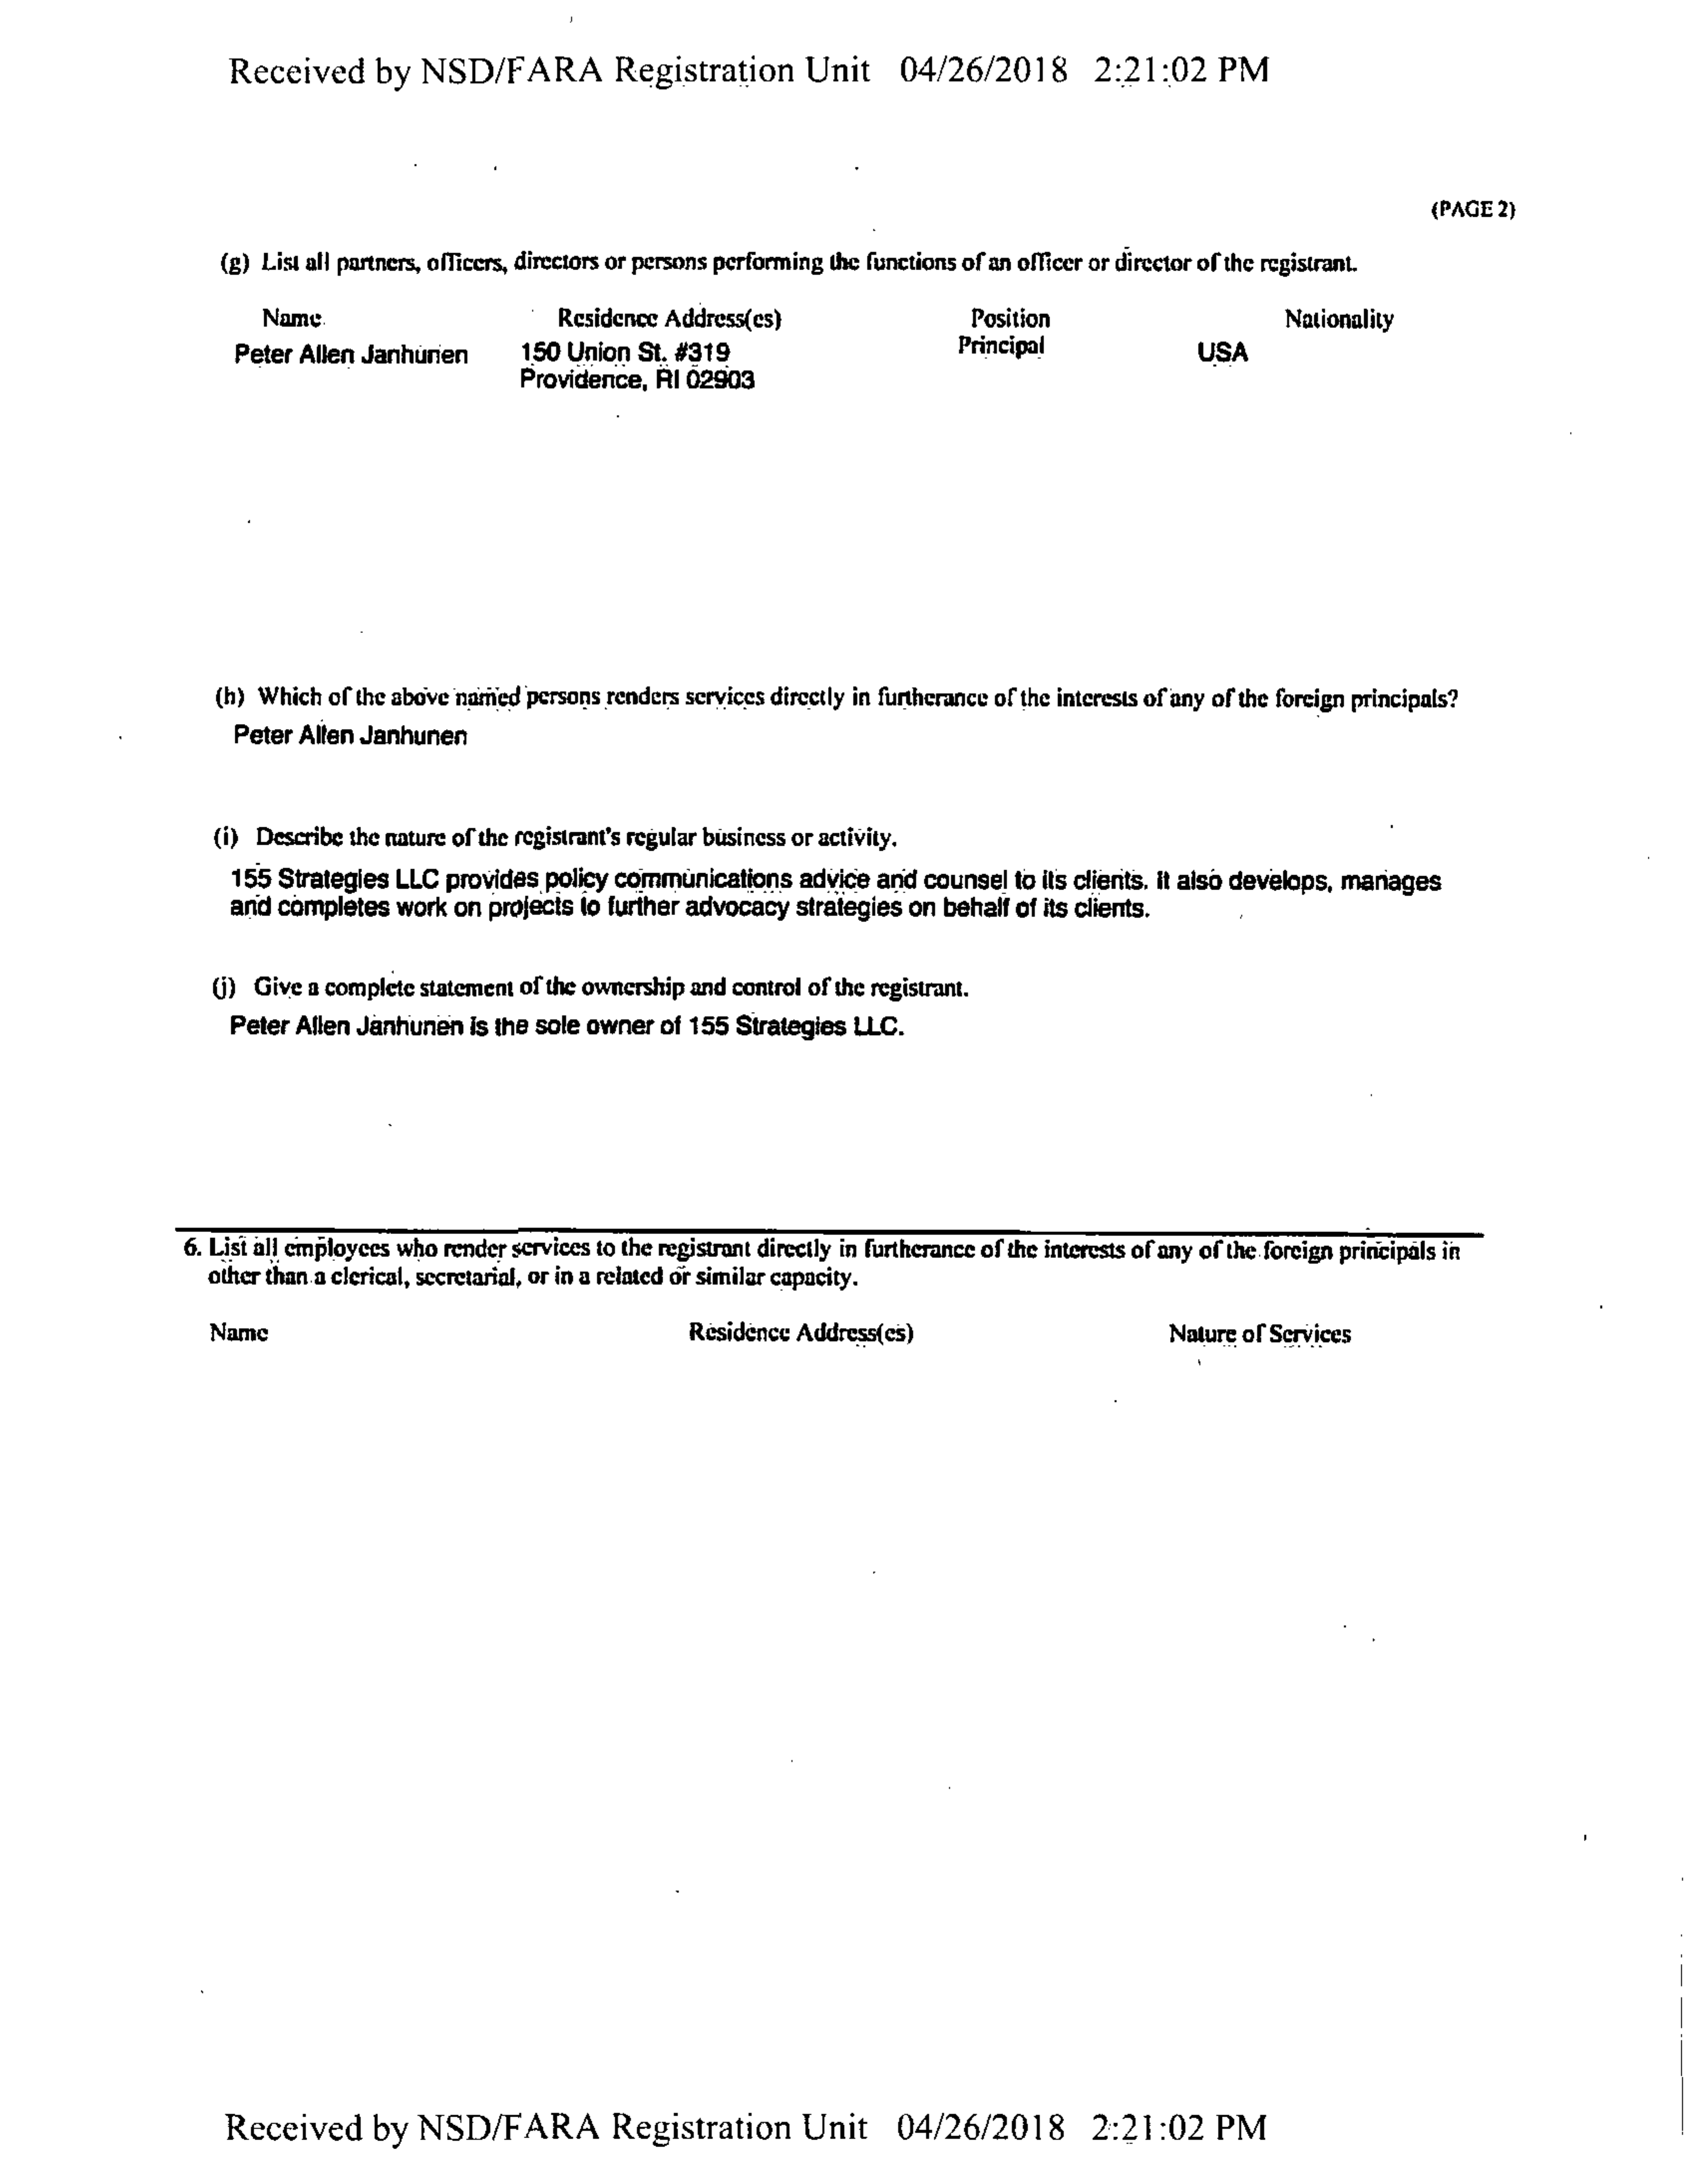 Received by NSD/FARA Registration Unit 04/26/2018 2:21:02 PM
(PAGE 2)
(g) List all partners, officers, directors or persons performing the functions of an officer or director of the registrant.
Name Residence Address(es) Position Nationality
Peter Allen Janhunen 150 Union St. #319 Principal USA
Providence, RI 02903
(h) Which of the above named persons renders services directly in furtherance of the interests of any of the foreign principals?
Peter Allen Janhunen
(i) Describe the nature of the registrant's regular business or activity.
155 Strategies LLC provides policy communications advice and counsel to its clients. It also develops, manages
and completes work on projects to further advocacy strategies on behalf of its clients.
(j) Give a complete statement of the ownership and control of the registrant.
Peter Allen Janhunen is the sole owner of 155 Strategies LLC.
6. List all employees who render services to the registrant directly in furtherance of the interests of any of the foreign principals in
other than a clerical, secretarial, or in a related or similar capacity.
Name Residence Address(es) Nature of Services
Received by NSD/FARA Registration Unit 04/26/2018 2:21:02 PM